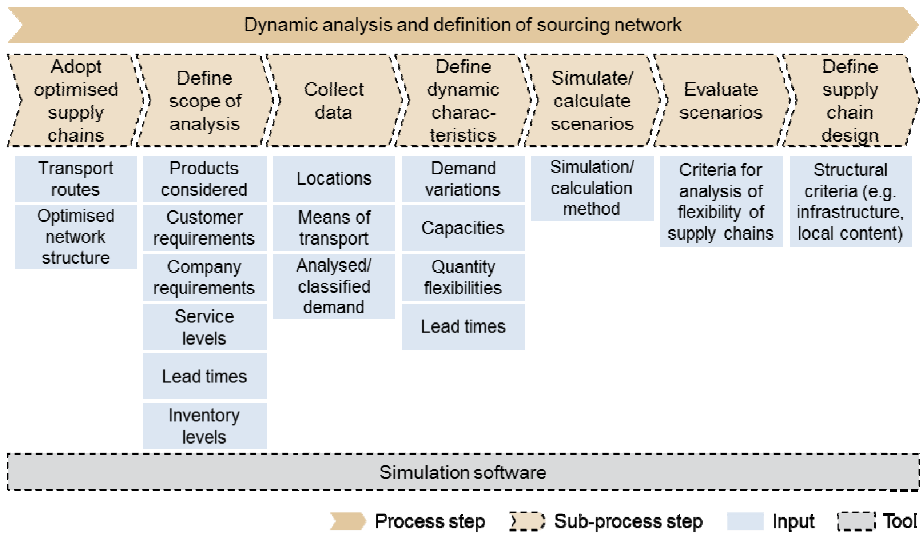 Dynamic analysis and definition of sourcing network
Adopt
optimised
supply
chains
Define
scope of
analysis
Collect
data
Define
dynamic
charac-
teristics
Simulate/
calculate
scenarios
Evaluate
scenarios
Define
supply
chain
design
Transport
routes
Optimised
network
structure
Products
considered
Customer
requirements
Company
requirements
Service
levels
Lead times
Inventory
levels
Locations
Means of
transport
Analysed/
classified
demand
Demand
variations
Capacities
Quantity
flexibilities
Lead times
Simulation/
calculation
method
Criteria for
analysis of
flexibility of
supply chains
Structural
criteria (e.g.
infrastructure,
local content)
Simulation software
Process step
Sub-process step
Input
Tool